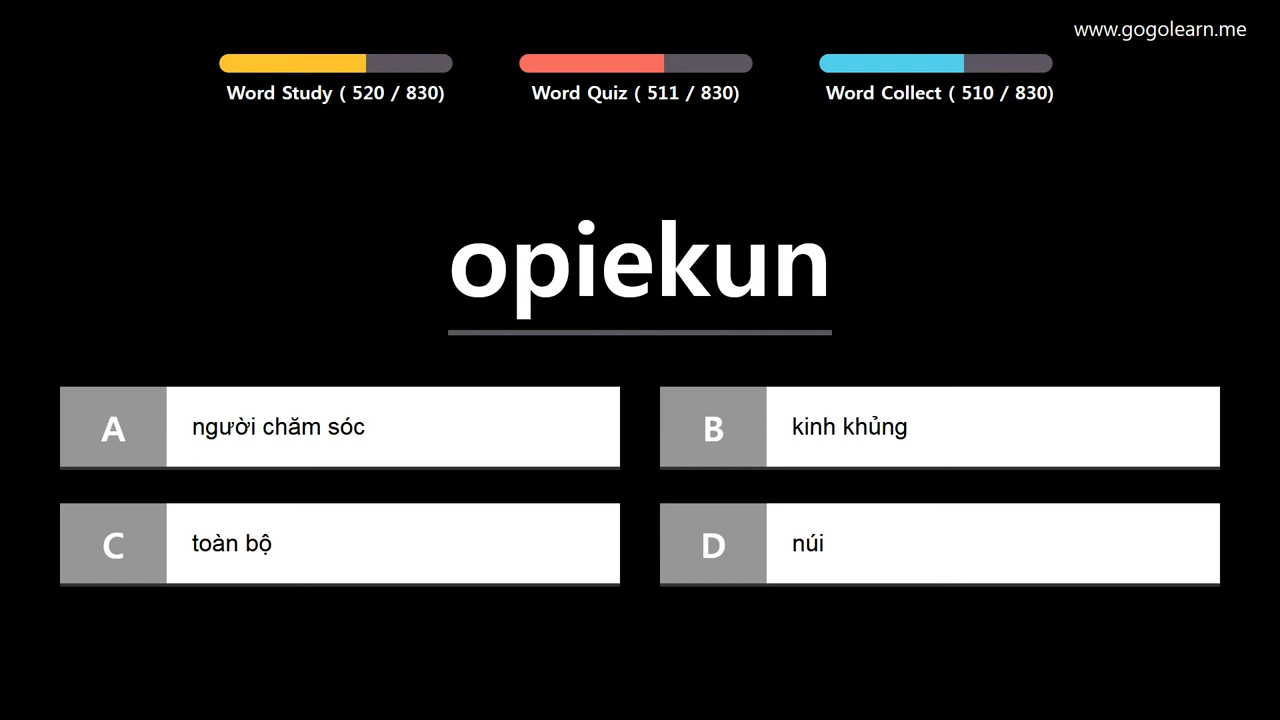 www.gogolearn.me
Word Study ( 520 / 830)
Word Quiz ( 511 / 830)
Word Collect ( 510 / 830)
opiekun
A người chăm sóc
B kinh khủng
C toàn bộ
D núi